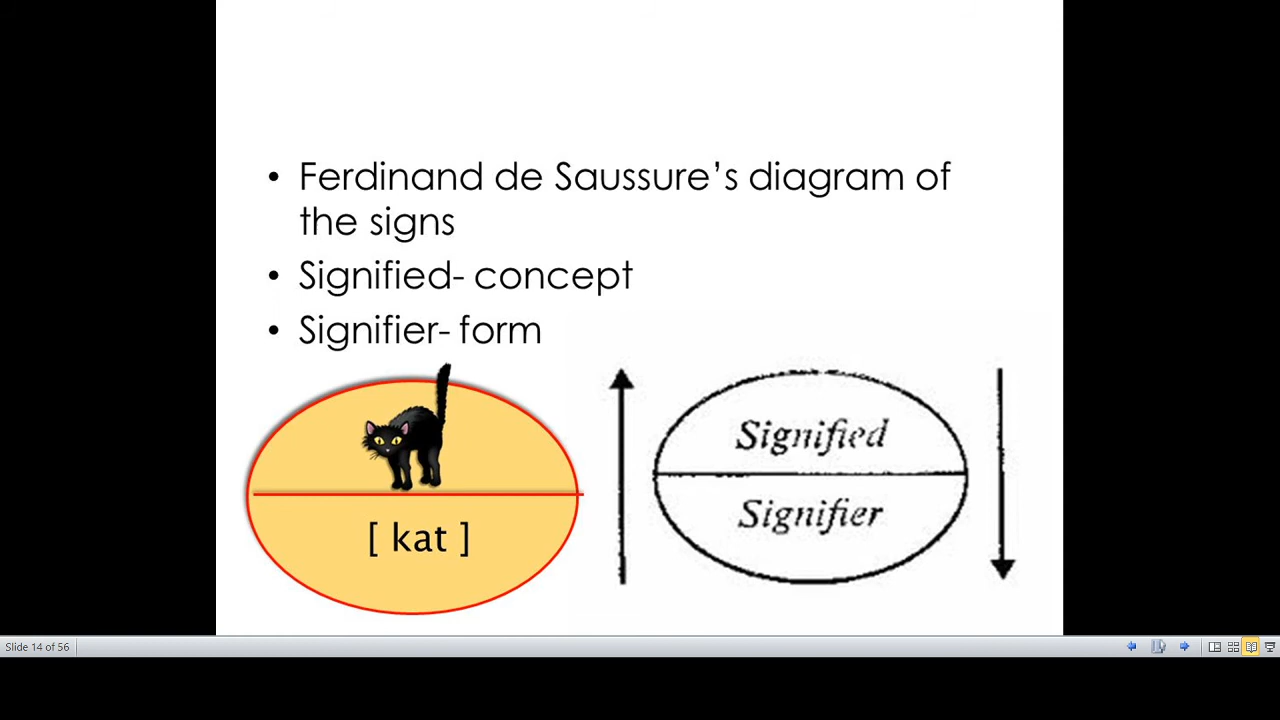 • Ferdinand de Saussure’s diagram of
the signs
• Signified- concept
• Signifier- form
[ kat ]
Signified
Signifier
Slide 14 of 56